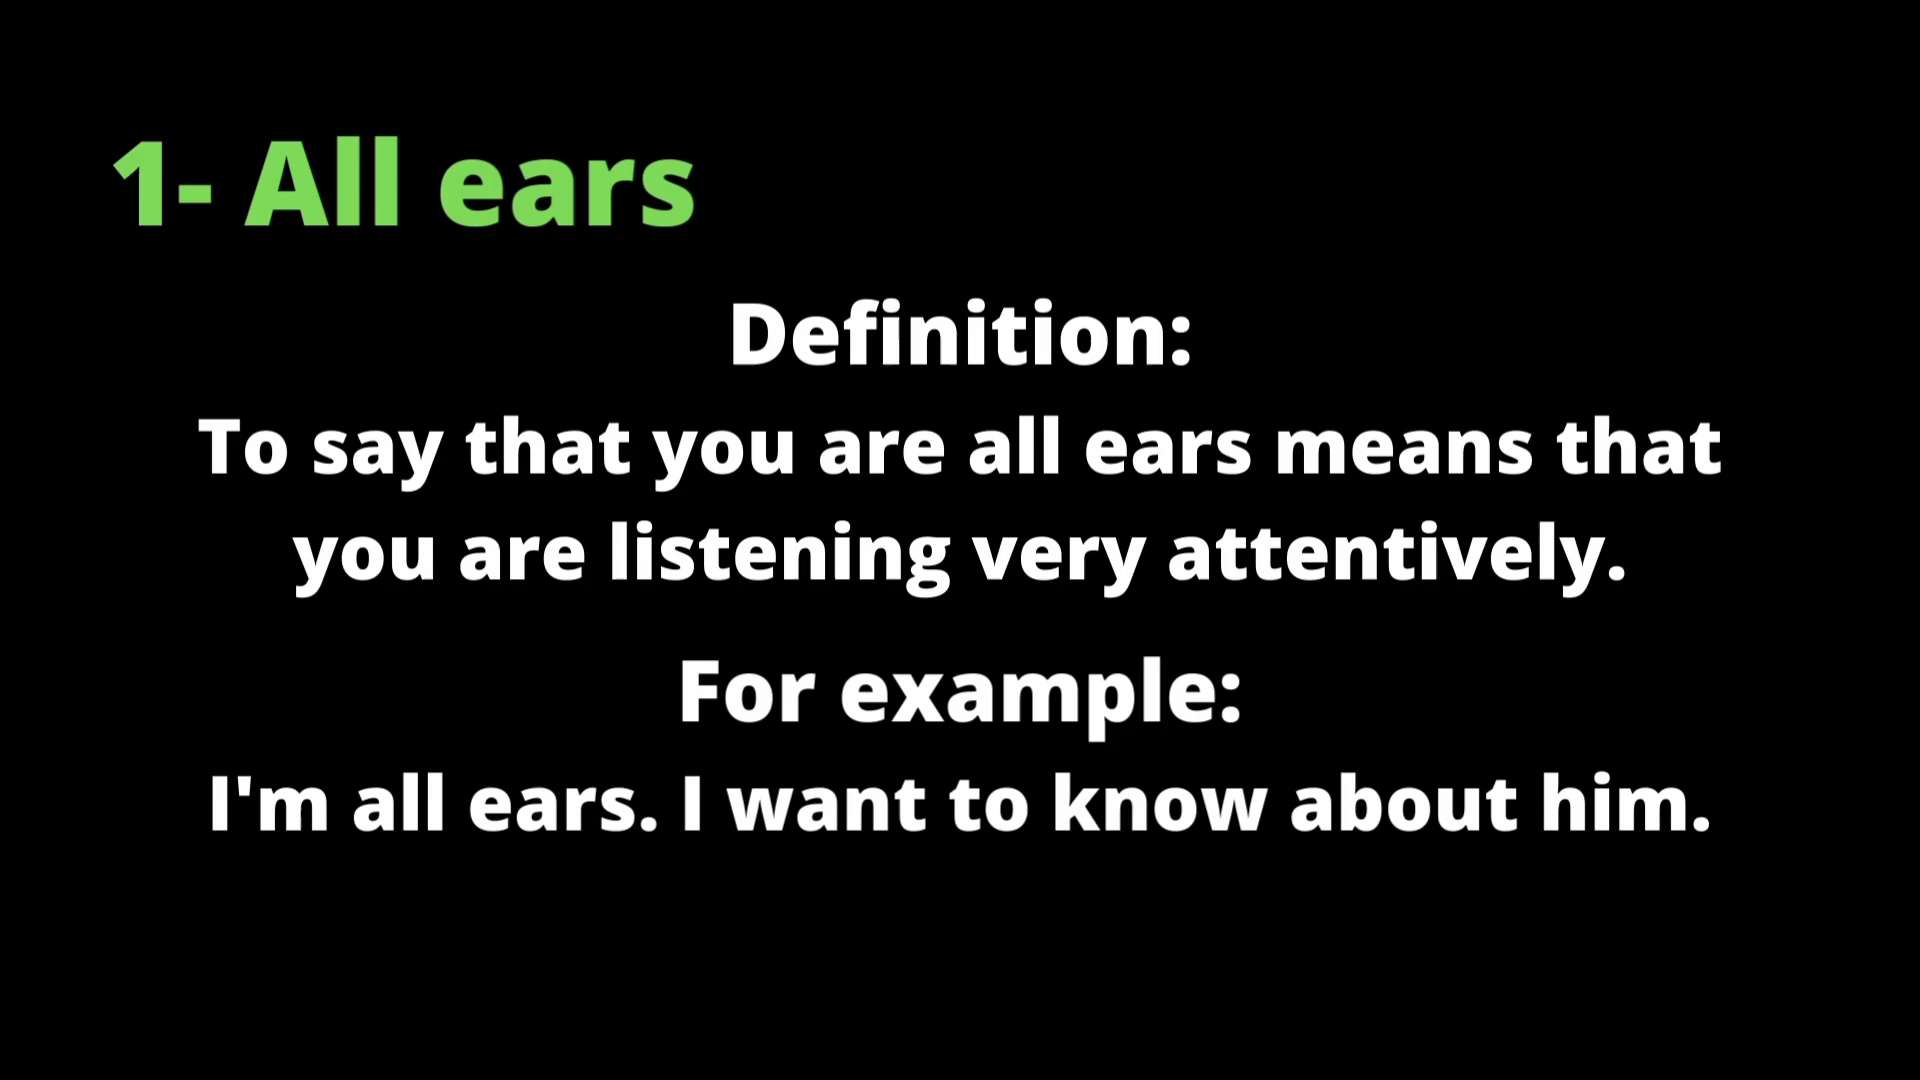 1- All ears
Definition:
To say that you are all ears means that
you are listening very attentively.
For example:
I'm all ears. I want to know about him.